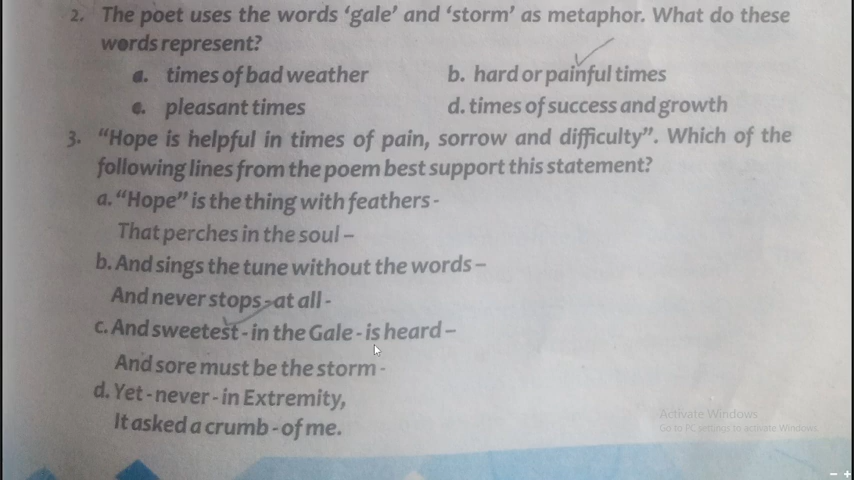 2. The poet uses the words ‘gale’ and ‘storm’ as metaphor. What do these
words represent?
a. times of bad weather b. hard or painful times
c. pleasant times d. times of success and growth
3. “Hope is helpful in times of pain, sorrow and difficulty”. Which of the
following lines from the poem best support this statement?
a. “Hope” is the thing with feathers -
That perches in the soul –
b. And sings the tune without the words –
And never stops - at all -
c. And sweetest - in the Gale - is heard –
And sore must be the storm -
d. Yet - never - in Extremity,
It asked a crumb - of me.
Activate Windows
Go to PC settings to activate Windows.